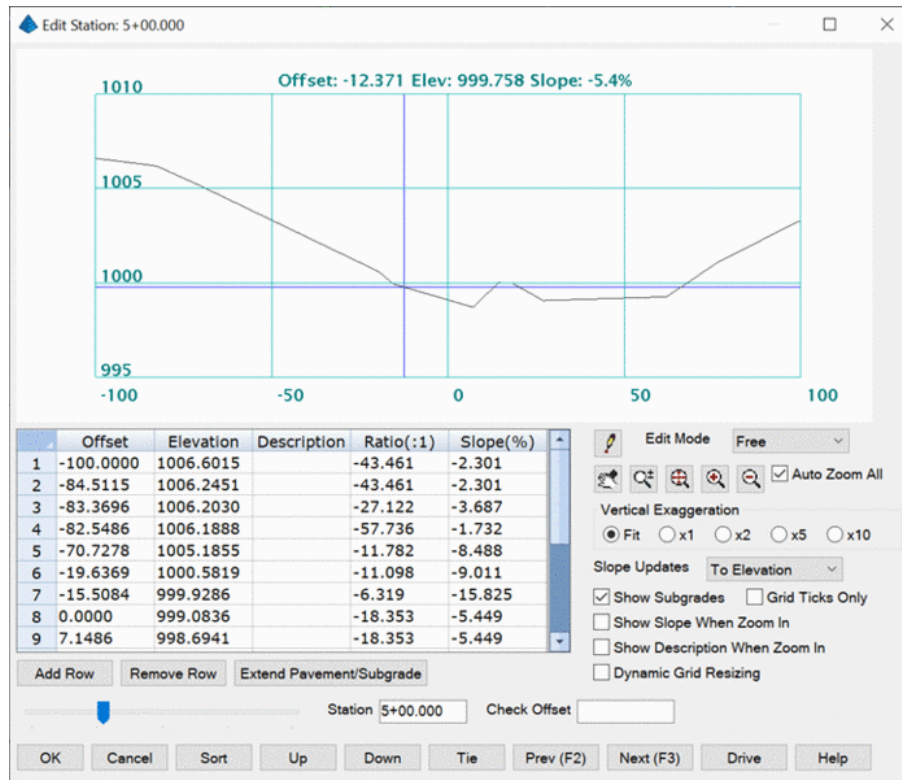 Edit Station: 5+00.000
Offset: -12.371 Elev: 999.758 Slope: -5.4%
1010
1005
1000
995
-100 -50 0 50 100
Offset Elevation Description Ratio(:1) Slope(%)
1 -100.0000 1006.6015 -43.461 -2.301
2 -84.5115 1006.2451 -43.461 -2.301
3 -83.3696 1006.2030 -27.122 -3.687
4 -82.5486 1006.1888 -57.736 -1.732
5 -70.7278 1005.1855 -11.782 -8.488
6 -19.6369 1000.5819 -11.098 -9.011
7 -15.5084 999.9286 -6.319 -15.825
8 0.0000 999.0836 -18.353 -5.449
9 7.1486 998.6941 -18.353 -5.449
Edit Mode Free
Auto Zoom All
Vertical Exaggeration
Fit x1 x2 x5 x10
Slope Updates To Elevation
Show Subgrades Grid Ticks Only
Show Slope When Zoom In
Show Description When Zoom In
Dynamic Grid Resizing
Add Row Remove Row Extend Pavement/Subgrade
Station 5+00.000 Check Offset
OK Cancel Sort Up Down Tie Prev (F2) Next (F3) Drive Help